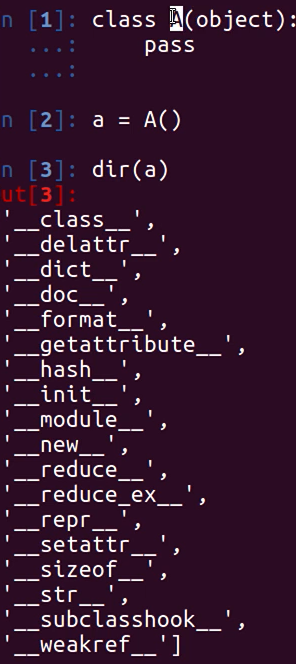 n [1]: class A(object):
...:     pass
...:
n [2]: a = A()
n [3]: dir(a)
ut[3]:
'__class__',
'__delattr__',
'__dict__',
'__doc__',
'__format__',
'__getattribute__',
'__hash__',
'__init__',
'__module__',
'__new__',
'__reduce__',
'__reduce_ex__',
'__repr__',
'__setattr__',
'__sizeof__',
'__str__',
'__subclasshook__',
'__weakref__']